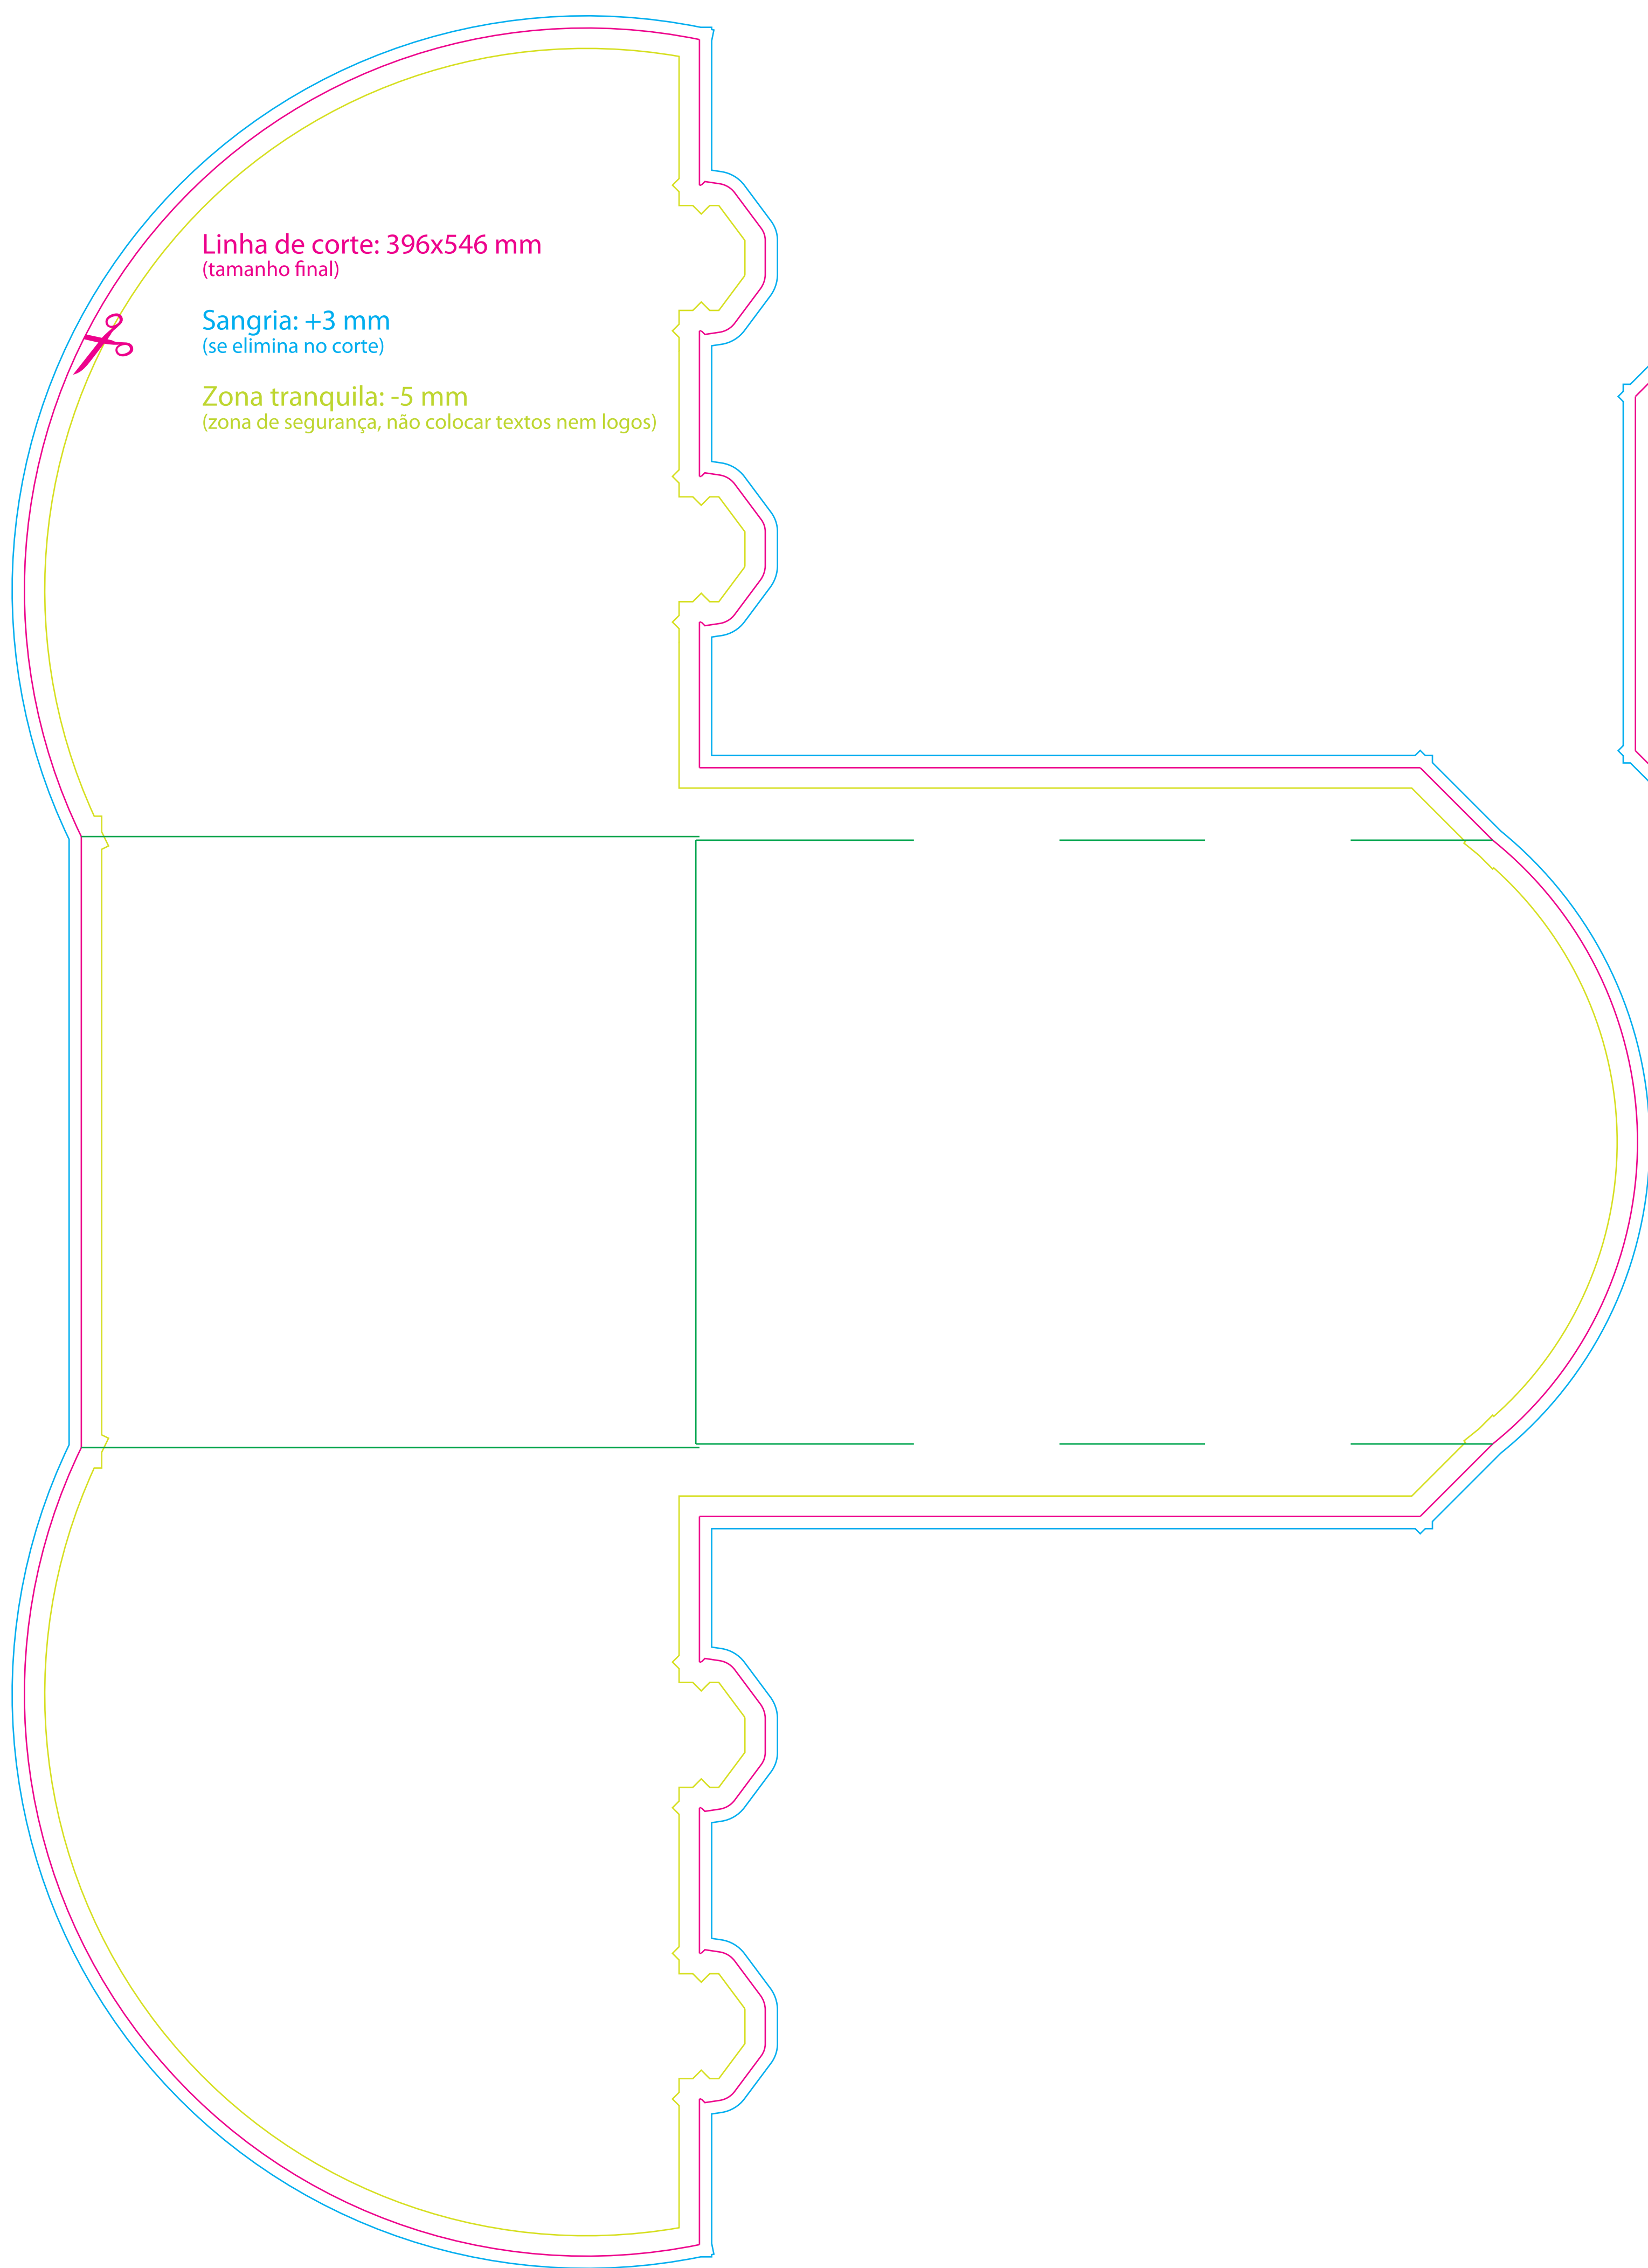 Linha de corte: 396x546 mm
(tamanho final)
Sangria: +3 mm
(se elimina no corte)
Zona tranquila: -5 mm
(zona de segurança, não colocar textos nem logos)